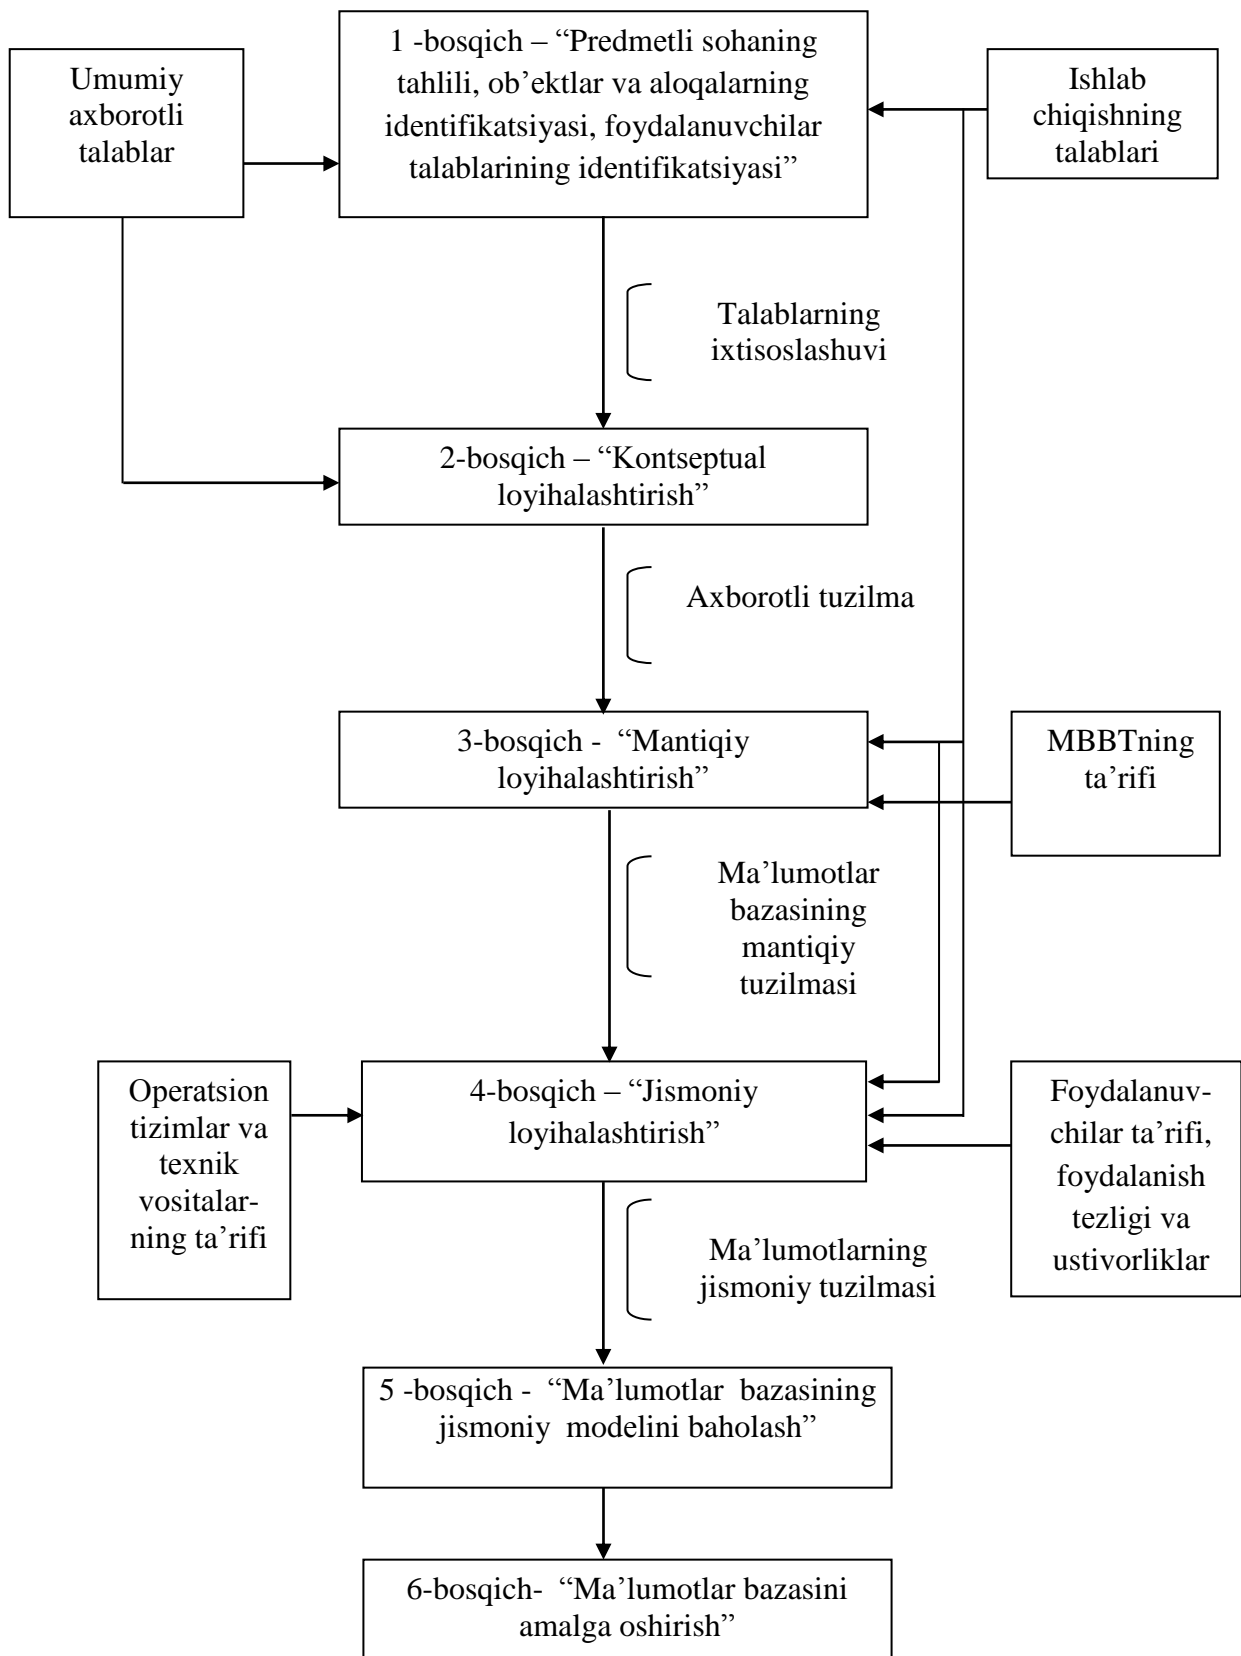 1 -bosqich – “Predmetli sohaning
tahlili, ob’ektlar va aloqalarning
identifikatsiyasi, foydalanuvchilar
talablarining identifikatsiyasi”
Umumiy
axborotli
talablar
Ishlab
chiqishning
talablari
Talablarning
ixtisoslashuvi
2-bosqich – “Kontseptual
loyihalashtirish”
Axborotli tuzilma
3-bosqich - “Mantiqiy
loyihalashtirish”
MBBTning
ta’rifi
Ma’lumotlar
bazasining
mantiqiy
tuzilmasi
Operatsion
tizimlar va
texnik
vositalar-
ning ta’rifi
4-bosqich – “Jismoniy
loyihalashtirish”
Foydalanuv-
chilar ta’rifi,
foydalanish
tezligi va
ustivorliklar
Ma’lumotlarning
jismoniy tuzilmasi
5 -bosqich - “Ma’lumotlar bazasining
jismoniy modelini baholash”
6-bosqich- “Ma’lumotlar bazasini
amalga oshirish”